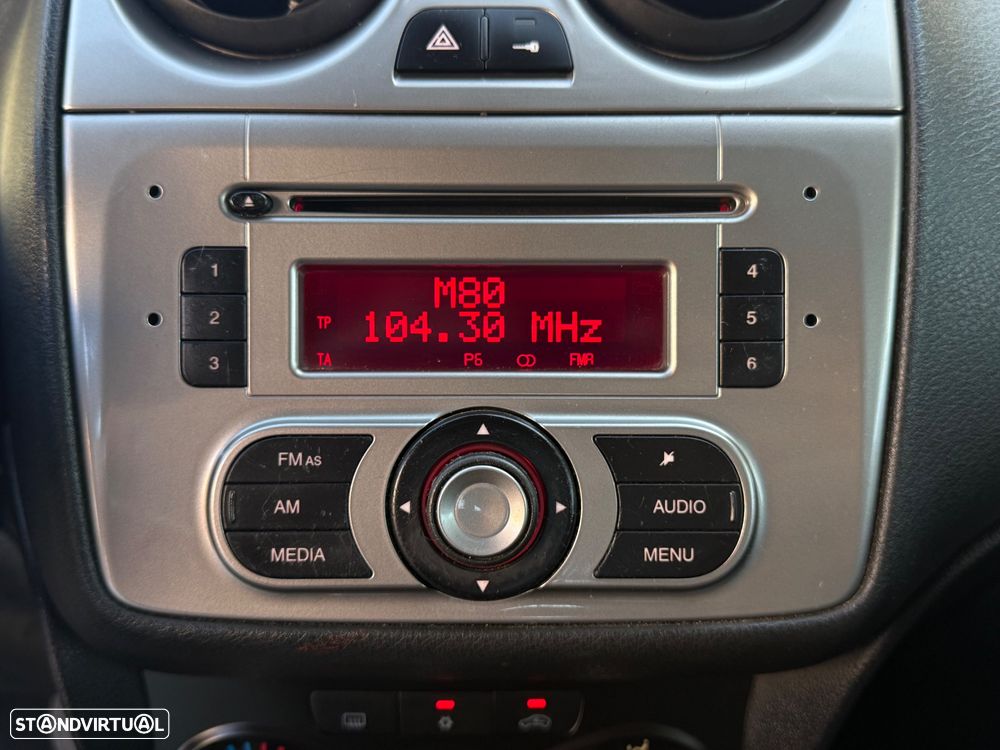 1
2
3
4
5
6
M80
TP 104.30 MHz
TA P6 FMA
FM AS
AM
MEDIA
AUDIO
MENU
STANDVIRTUAL